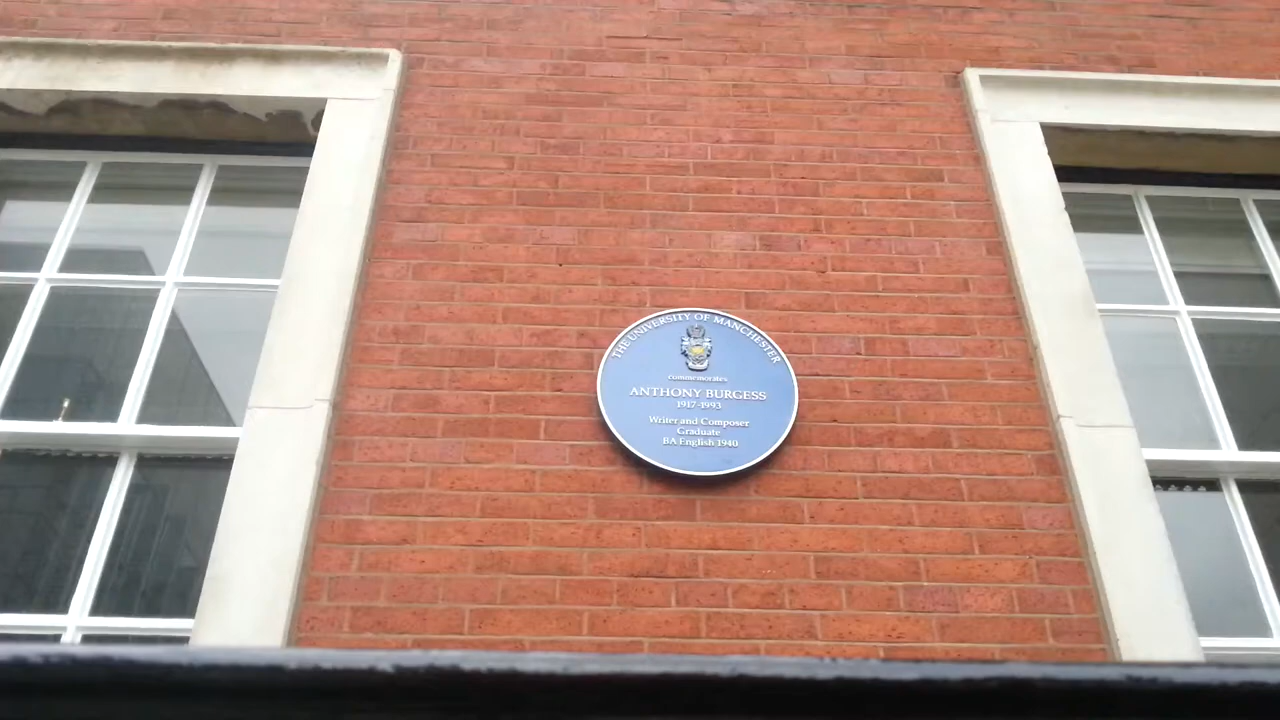 THE UNIVERSITY OF MANCHESTER
commemorates
ANTHONY BURGESS
1917-1993
Writer and Composer
Graduate
BA English 1940